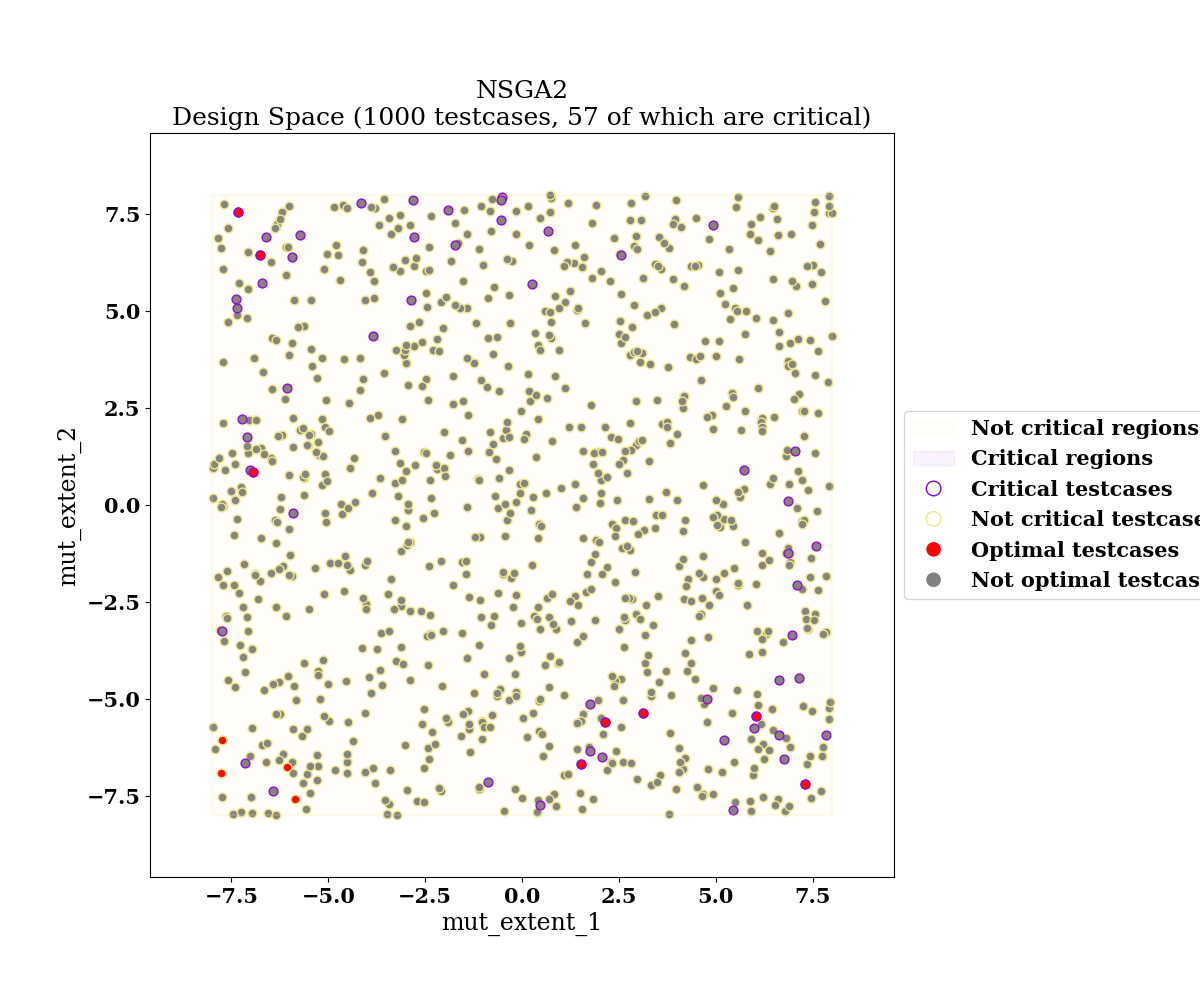 NSGA2
Design Space (1000 testcases, 57 of which are critical)
7.5
5.0
2.5
0.0
−2.5
−5.0
−7.5
mut_extent_2
−7.5
−5.0
−2.5
0.0
2.5
5.0
7.5
mut_extent_1
Not critical regions
Critical regions
Critical testcases
Not critical testcase
Optimal testcases
Not optimal testcas